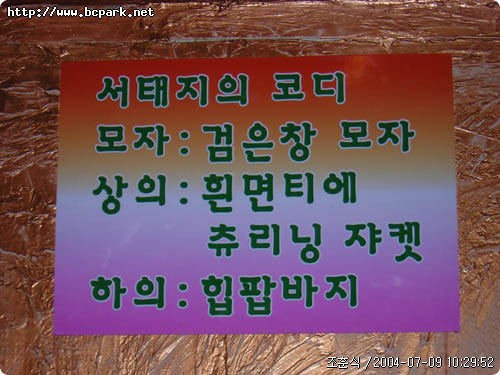 http://www.bcpark.net
서태지의 코디
모자:검은창 모자
상의:흰면티에
츄리닝 쟈켓
하의:힙팝바지
조훈식 / 2004-07-09 10:29:52